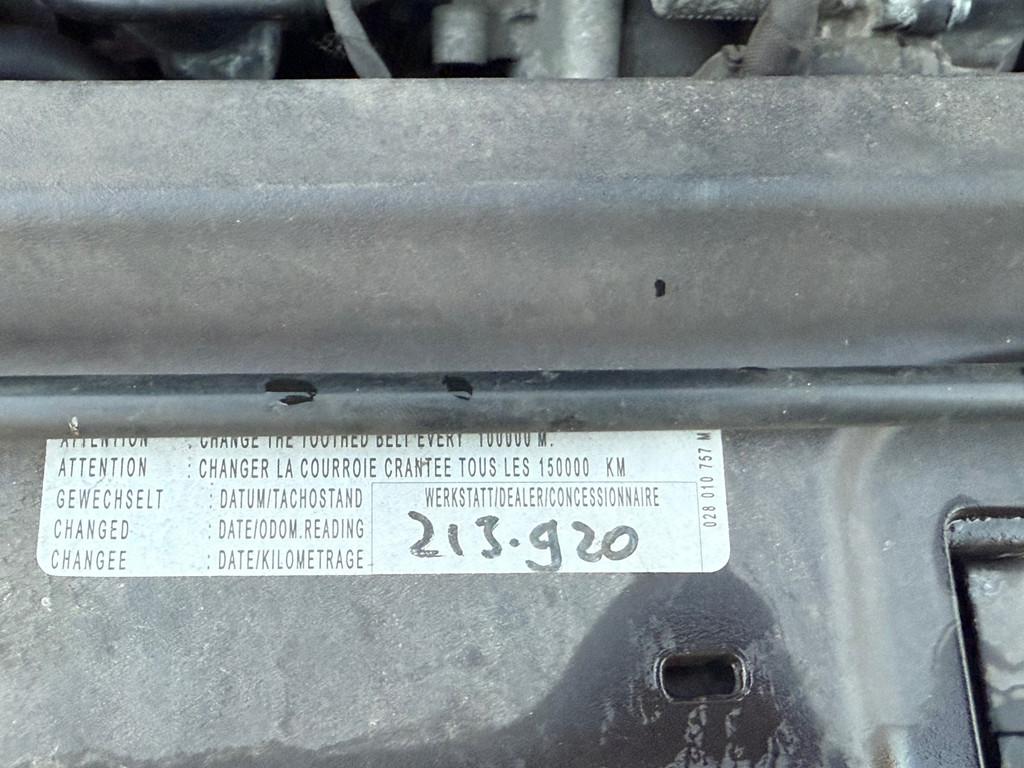 ATTENTION : CHANGE THE TOOTHED BELT EVERY 100000 M.
ATTENTION : CHANGER LA COURROIE CRANTEE TOUS LES 150000 KM
GEWECHSELT : DATUM/TACHOSTAND WERKSTATT/DEALER/CONCESSIONNAIRE
CHANGED : DATE/ODOM.READING 213.920
CHANGEE : DATE/KILOMETRAGE
028 010 757 M